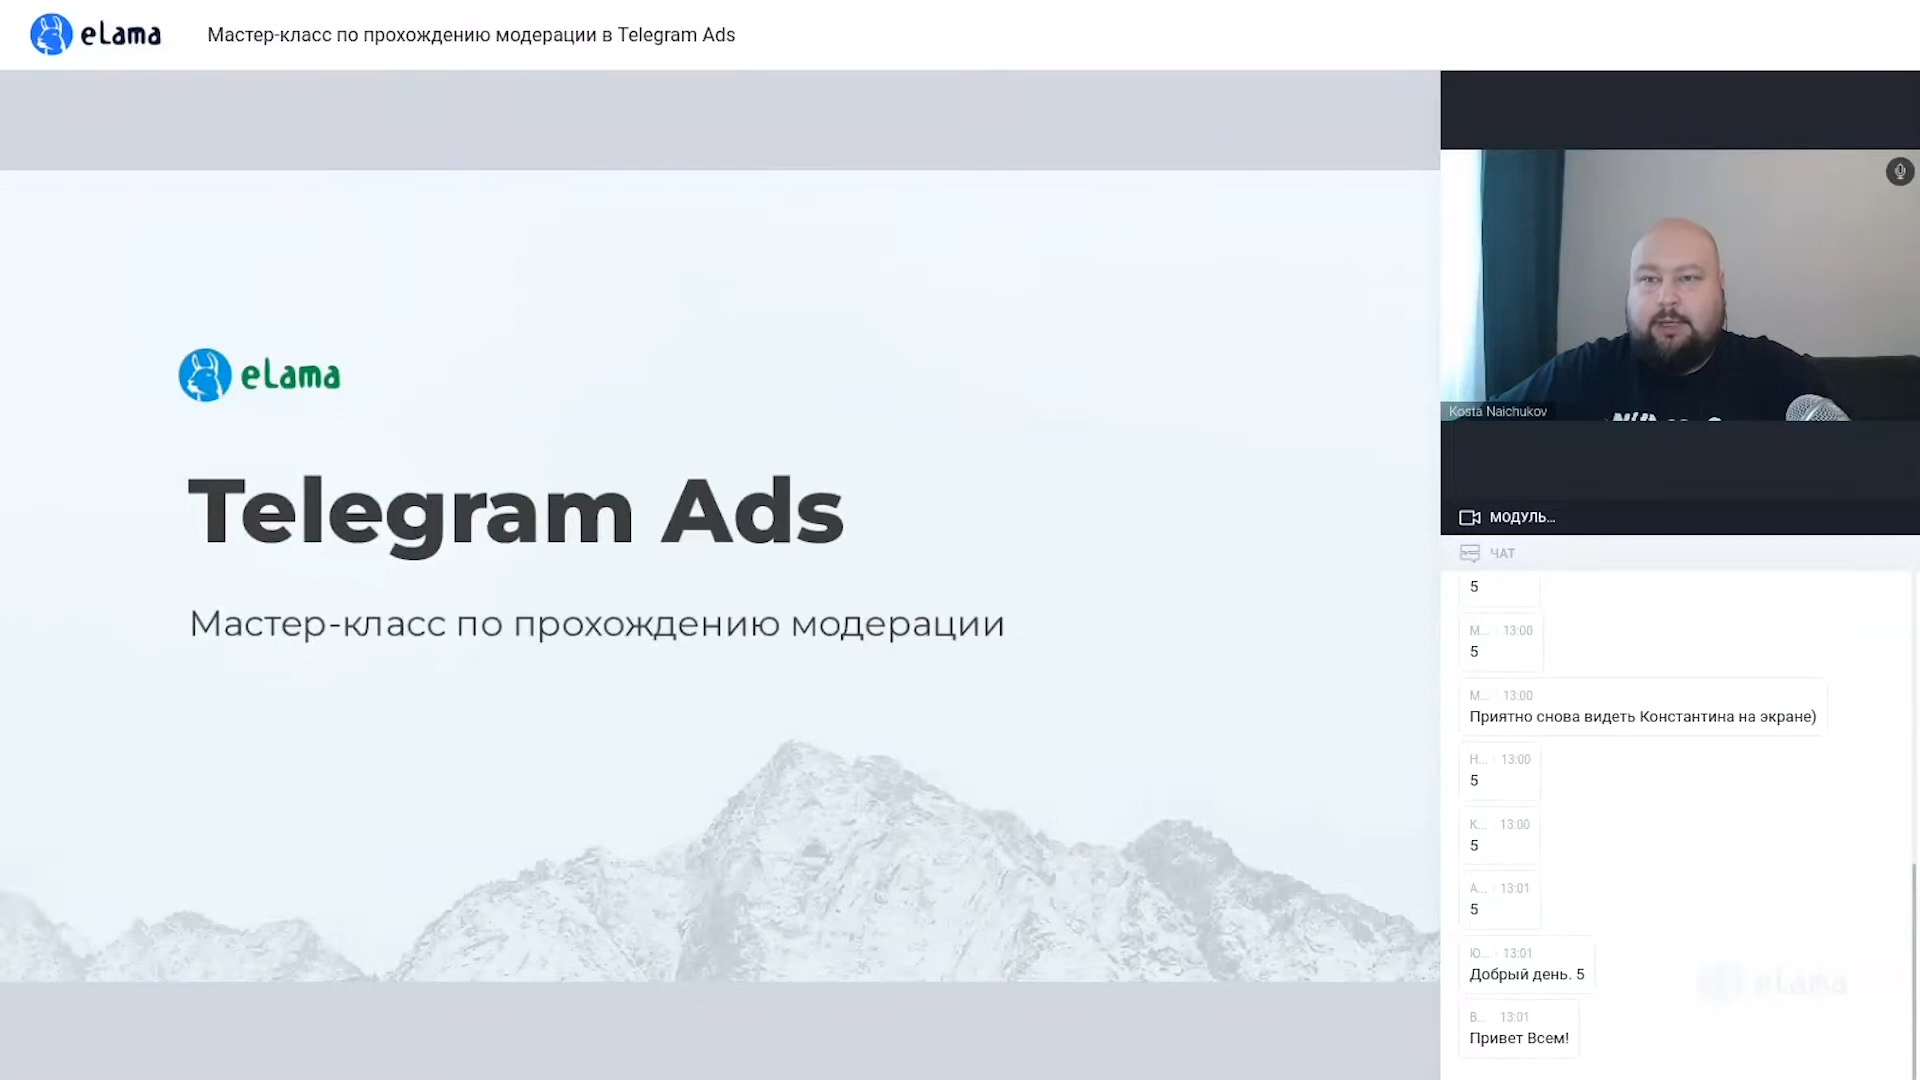 eLama
Мастер-класс по прохождению модерации в Telegram Ads
eLama
Telegram Ads
Мастер-класс по прохождению модерации
Kosta Naichukov
МОДУЛЬ...
ЧАТ
5
М... 13:00
5
М... 13:00
Приятно снова видеть Константина на экране)
Н... 13:00
5
К... 13:00
5
А... 13:01
5
Ю... 13:01
Добрый день. 5
В... 13:01
Привет Всем!
eLama